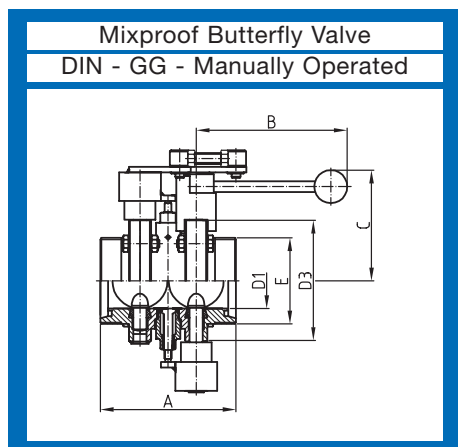 Mixproof Butterfly Valve
DIN - GG - Manually Operated
B
C
D1
E
D3
A